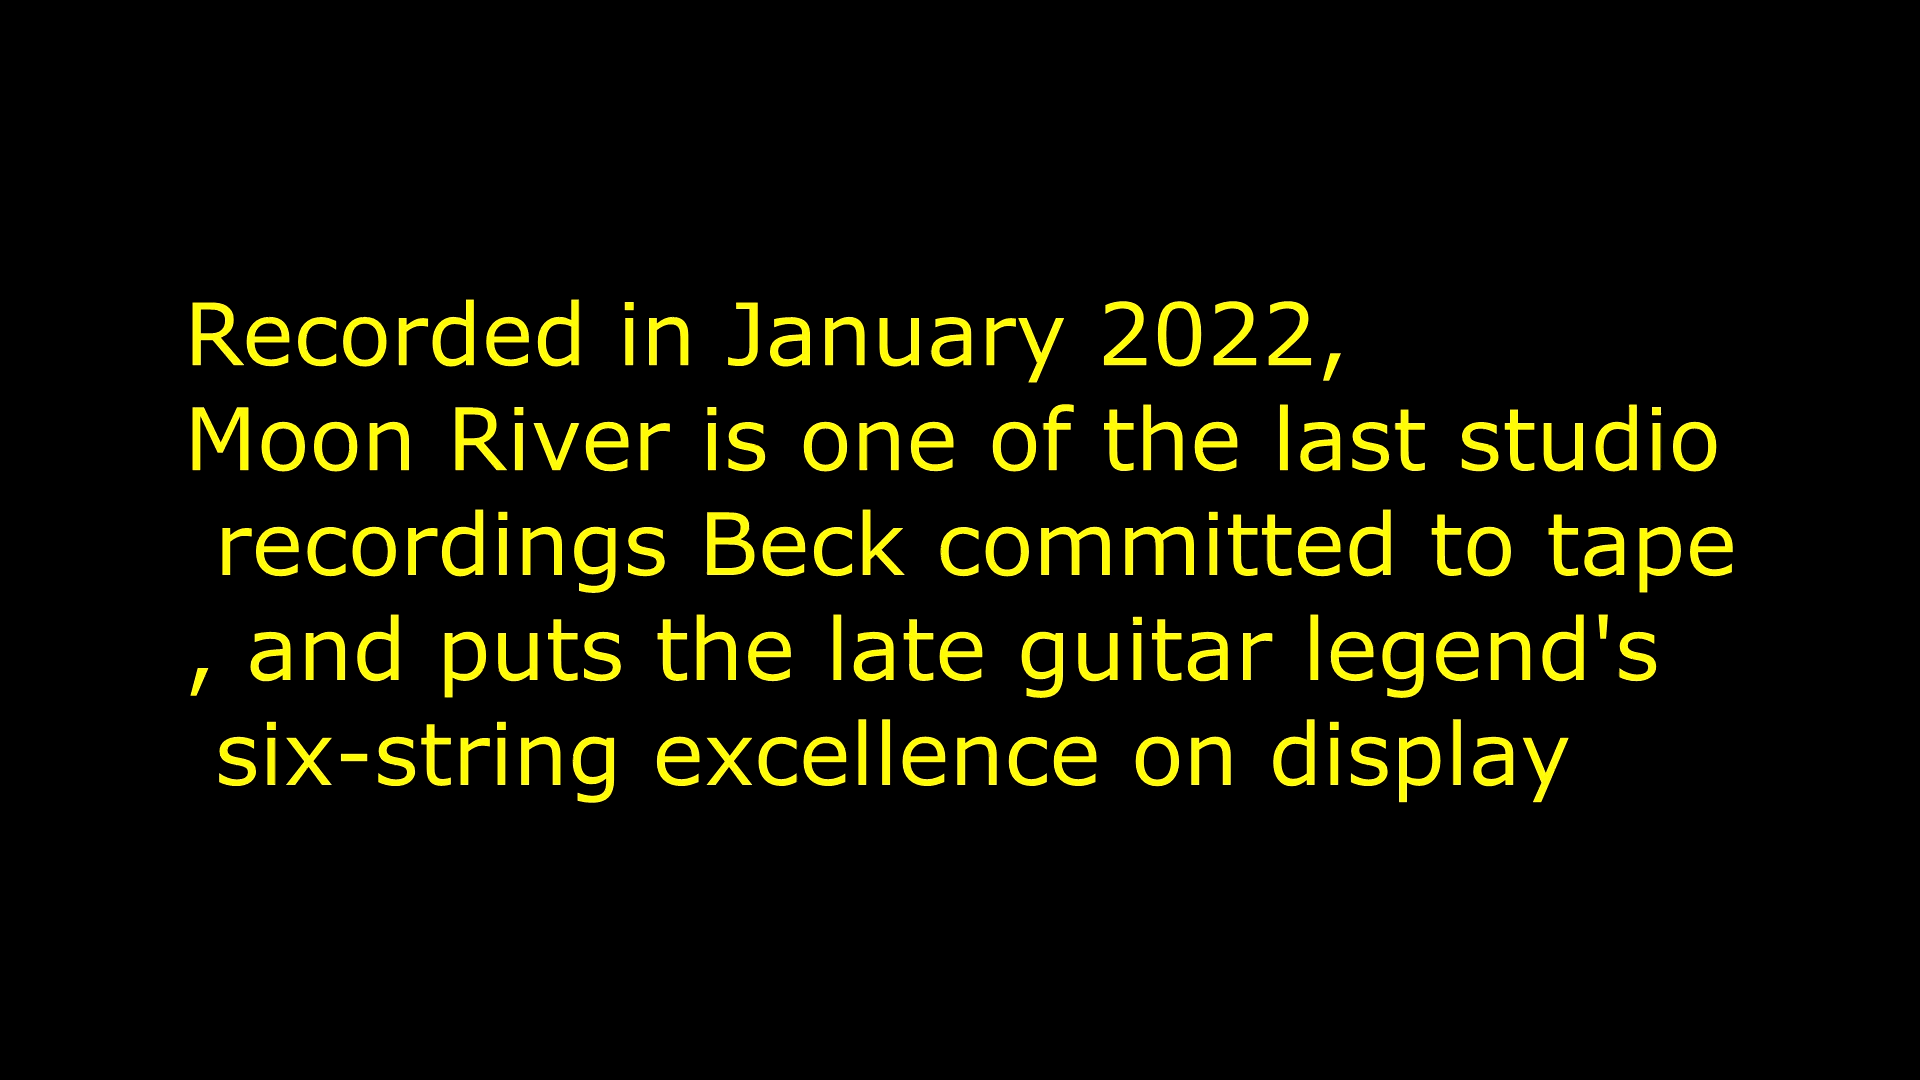 Recorded in January 2022,
Moon River is one of the last studio
recordings Beck committed to tape
, and puts the late guitar legend's
six-string excellence on display